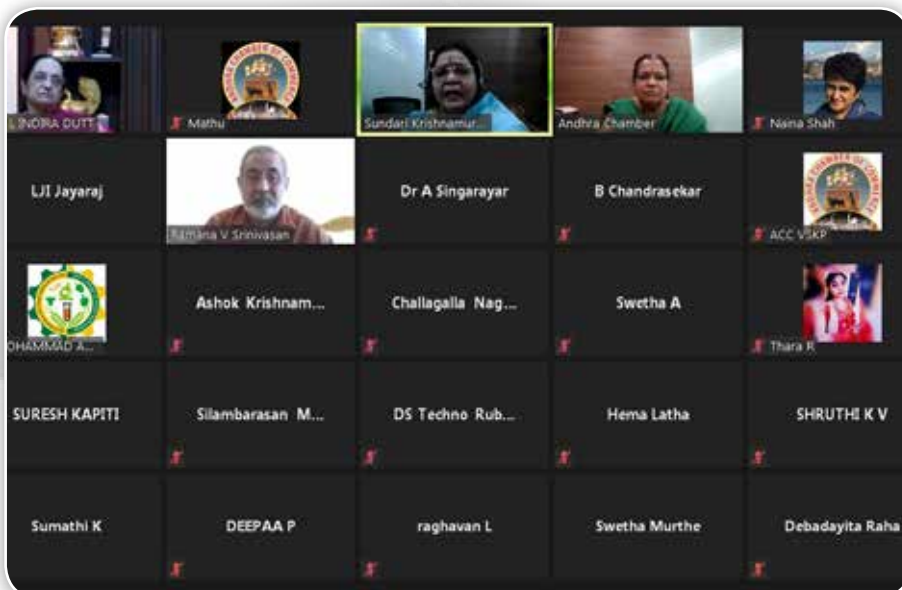 L INDIRA DUTT
Mathu
Sundari Krishnamur...
Andhra Chamber
Naina Shah
LJI Jayaraj
Ramana V Srinivasan
Dr A Singarayar
B Chandrasekar
ACC VSKP
OHAMMAD A...
Ashok Krishnam...
Challagalla Nag...
Swetha A
Thara R
SURESH KAPITI
Silambarasan M...
DS Techno Rub...
Hema Latha
SHRUTHI K V
Sumathi K
DEEPAA P
raghavan L
Swetha Murthe
Debadayita Raha